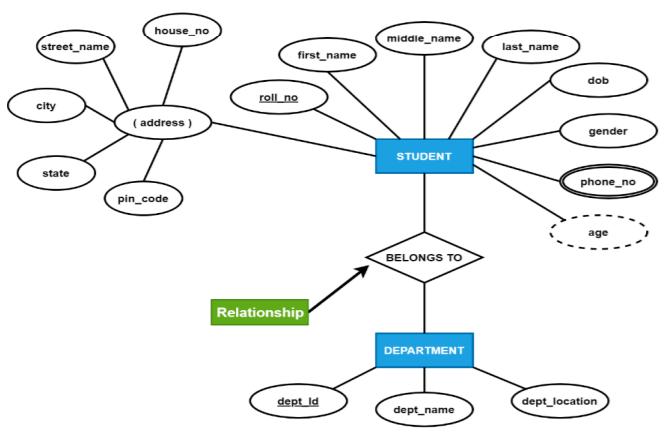 house_no
street_name
middle_name
last_name
first_name
dob
roll_no
city
( address )
gender
STUDENT
state
phone_no
pin_code
age
BELONGS TO
Relationship
DEPARTMENT
dept_Id
dept_name
dept_location